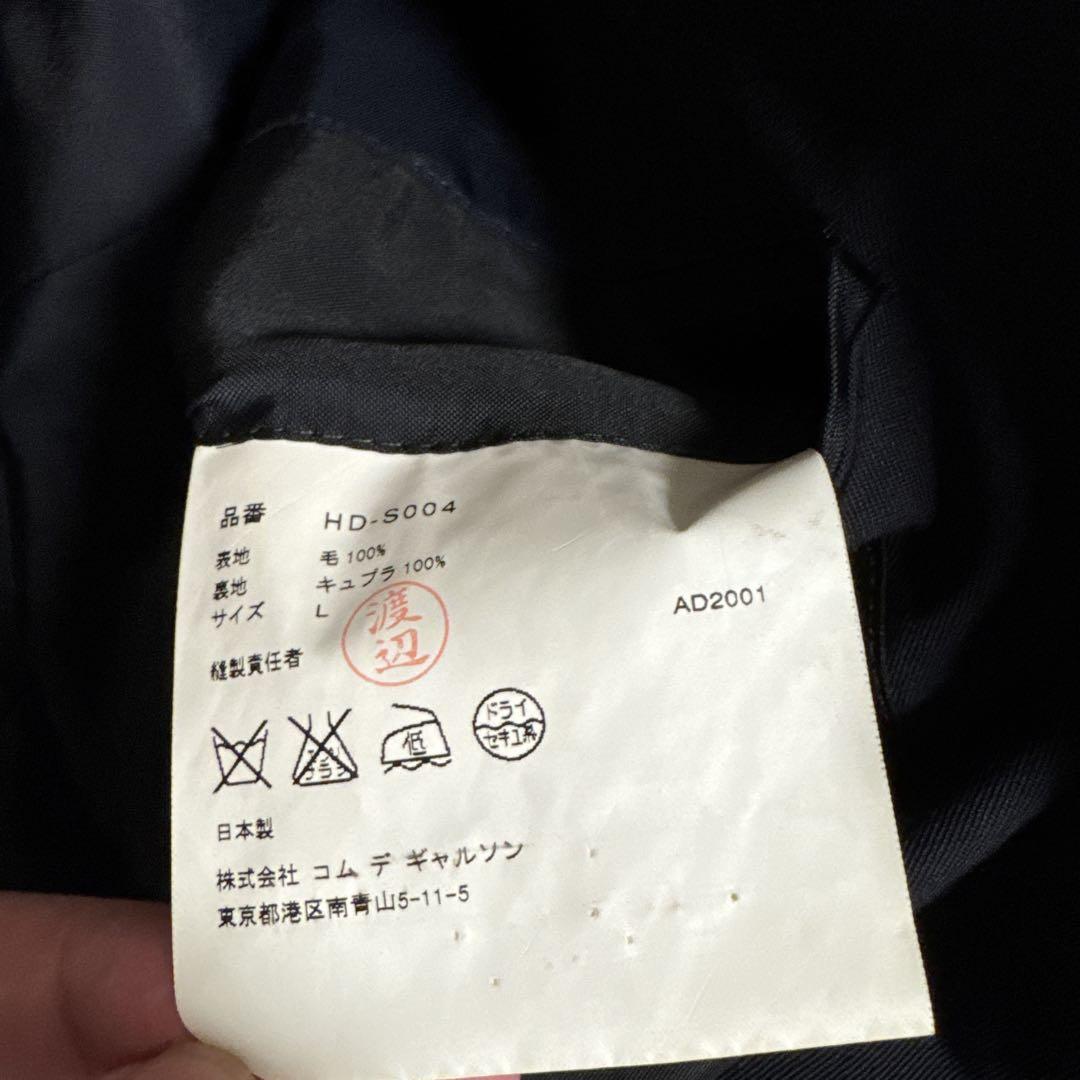 品番 HD-S004
表地 毛 100%
裏地 キュプラ 100%
サイズ L
AD2001
縫製責任者
渡辺
低
ドライ
セキユ系
日本製
株式会社 コム デ ギャルソン
東京都港区南青山5-11-5